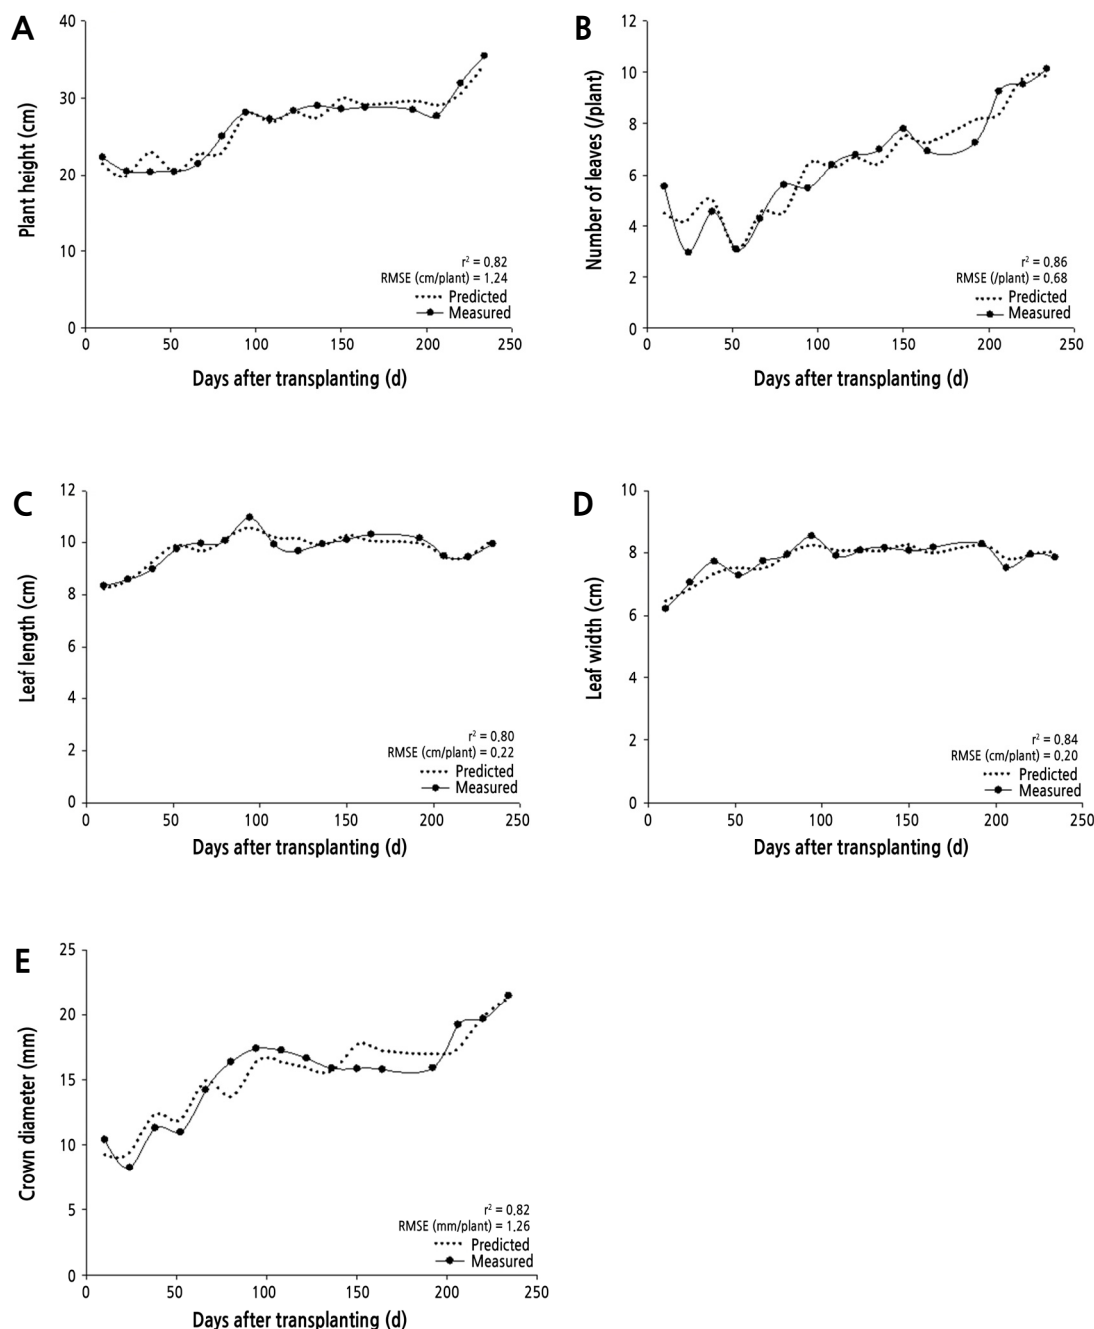 A
40
30
20
10
0
Plant height (cm)
r² = 0.82
RMSE (cm/plant) = 1.24
Predicted
Measured
0 50 100 150 200 250
Days after transplanting (d)
B
12
10
8
6
4
2
0
Number of leaves (/plant)
r² = 0.86
RMSE (/plant) = 0.68
Predicted
Measured
0 50 100 150 200 250
Days after transplanting (d)
C
12
10
8
6
4
2
0
Leaf length (cm)
r² = 0.80
RMSE (cm/plant) = 0.22
Predicted
Measured
0 50 100 150 200 250
Days after transplanting (d)
D
10
8
6
4
2
0
Leaf width (cm)
r² = 0.84
RMSE (cm/plant) = 0.20
Predicted
Measured
0 50 100 150 200 250
Days after transplanting (d)
E
25
20
15
10
5
0
Crown diameter (mm)
r² = 0.82
RMSE (mm/plant) = 1.26
Predicted
Measured
0 50 100 150 200 250
Days after transplanting (d)